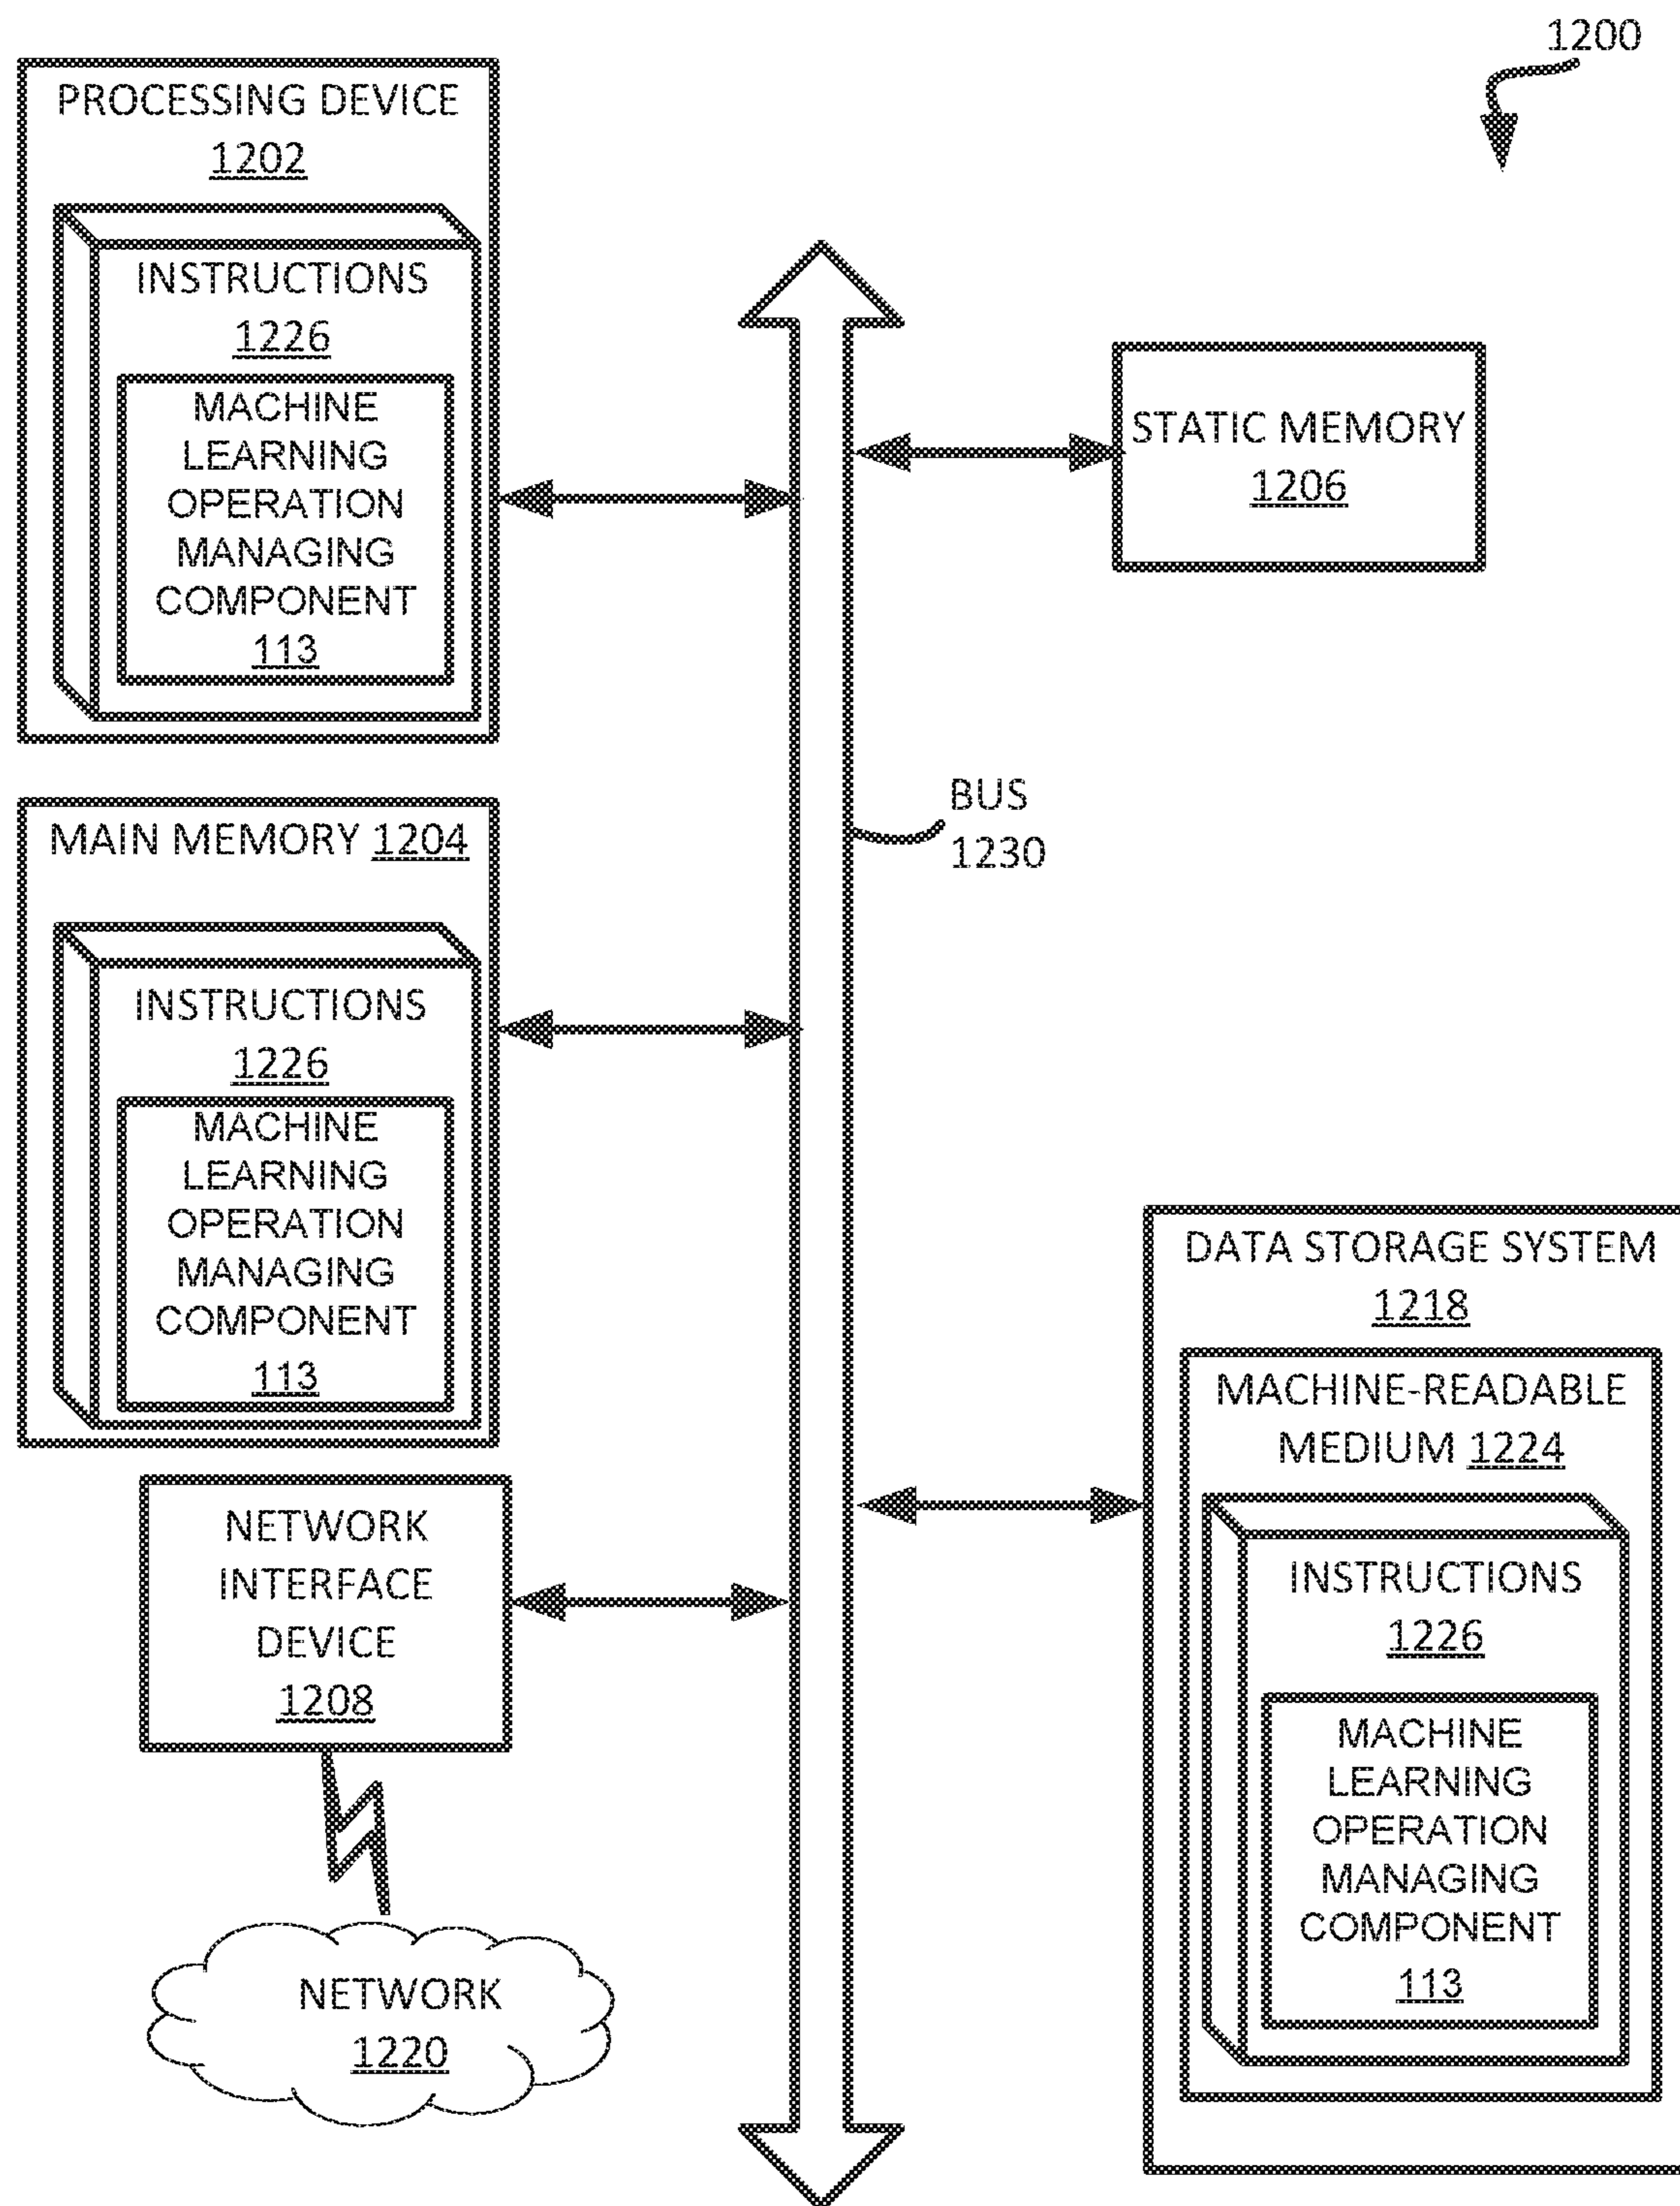 1200
PROCESSING DEVICE
1202
INSTRUCTIONS
1226
MACHINE
LEARNING
OPERATION
MANAGING
COMPONENT
113
STATIC MEMORY
1206
BUS
1230
MAIN MEMORY 1204
INSTRUCTIONS
1226
MACHINE
LEARNING
OPERATION
MANAGING
COMPONENT
113
DATA STORAGE SYSTEM
1218
MACHINE-READABLE
MEDIUM 1224
INSTRUCTIONS
1226
MACHINE
LEARNING
OPERATION
MANAGING
COMPONENT
113
NETWORK
INTERFACE
DEVICE
1208
NETWORK
1220